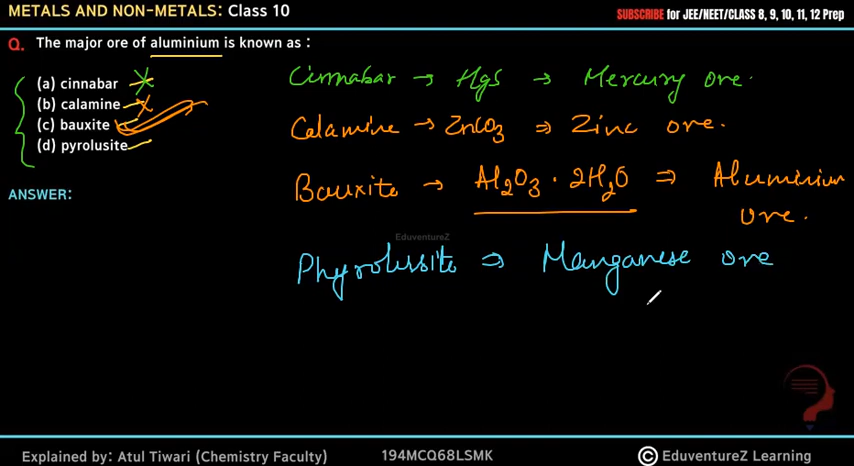 METALS AND NON-METALS: Class 10
SUBSCRIBE for JEE/NEET/CLASS 8, 9, 10, 11, 12 Prep
Q. The major ore of aluminium is known as :
(a) cinnabar
(b) calamine
(c) bauxite
(d) pyrolusite
ANSWER:
Cinnabar → HgS → Mercury ore.
Calamine → ZnCO3 ⇒ Zinc ore.
Bauxite → Al2O3 · 2H2O ⇒ Aluminium
ore.
EduventureZ
Phyrolusite ⇒ Manganese ore
Explained by: Atul Tiwari (Chemistry Faculty)
194MCQ68LSMK
© EduventureZ Learning